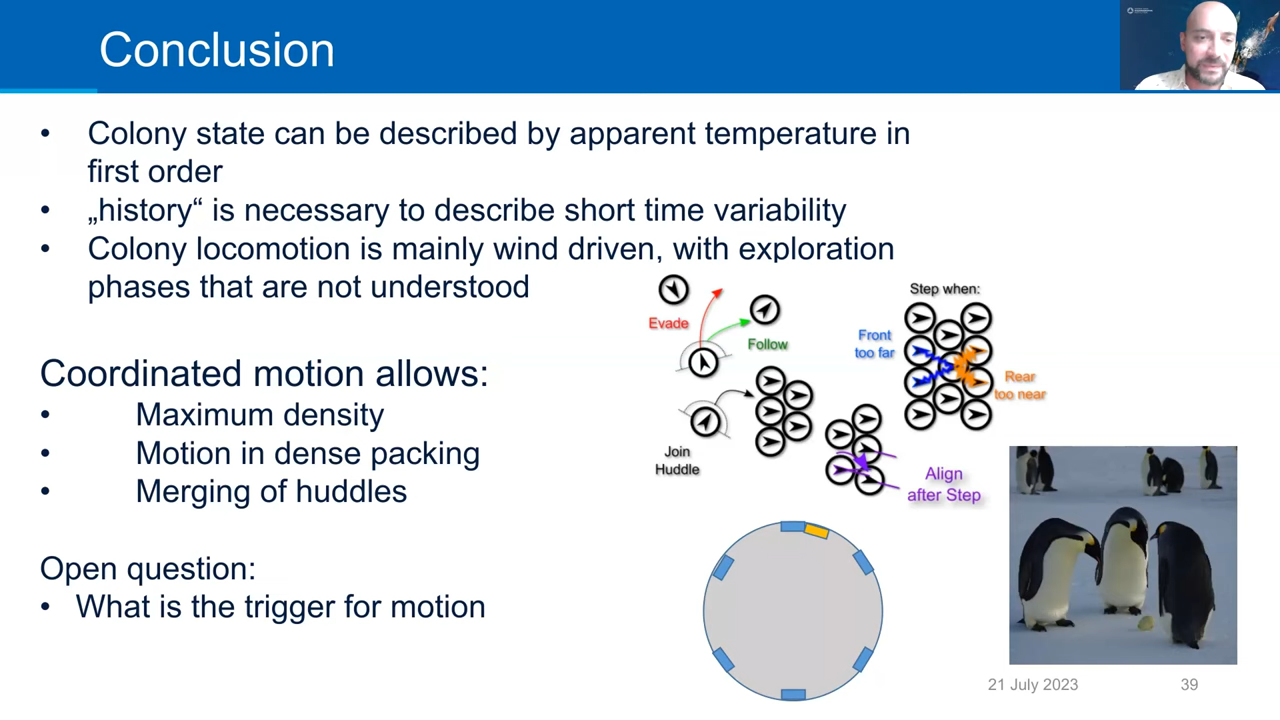 Conclusion
• Colony state can be described by apparent temperature in
first order
• „history“ is necessary to describe short time variability
• Colony locomotion is mainly wind driven, with exploration
phases that are not understood
Evade
Follow
Join
Huddle
Step when:
Front
too far
Rear
too near
Align
after Step
Coordinated motion allows:
• Maximum density
• Motion in dense packing
• Merging of huddles
Open question:
• What is the trigger for motion
21 July 2023
39